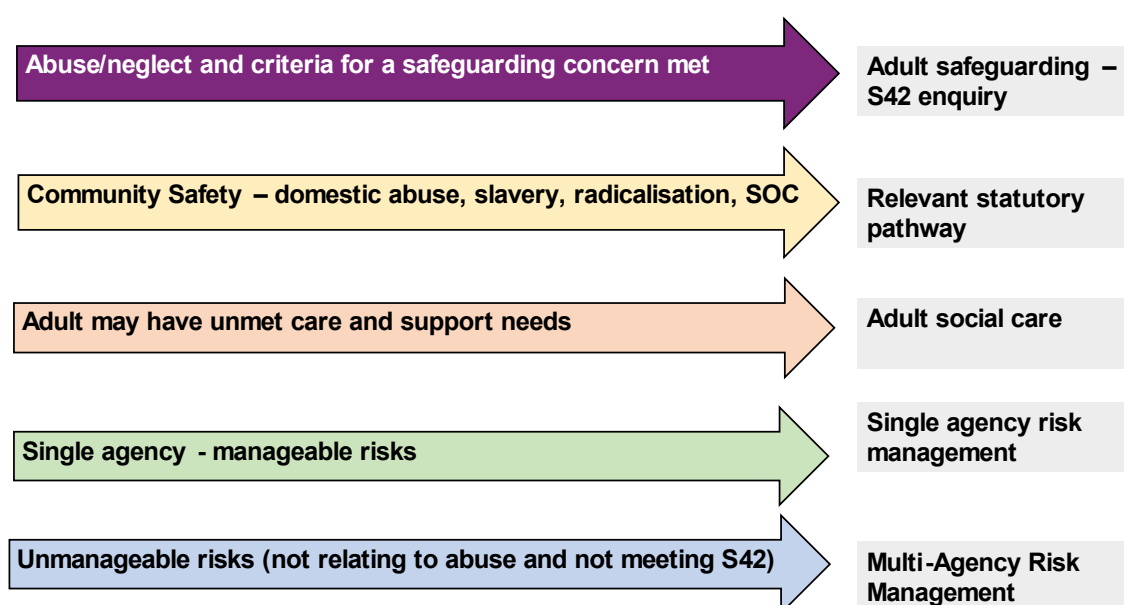 Abuse/neglect and criteria for a safeguarding concern met
Adult safeguarding –
S42 enquiry
Community Safety – domestic abuse, slavery, radicalisation, SOC
Relevant statutory
pathway
Adult may have unmet care and support needs
Adult social care
Single agency - manageable risks
Single agency risk
management
Unmanageable risks (not relating to abuse and not meeting S42)
Multi-Agency Risk
Management